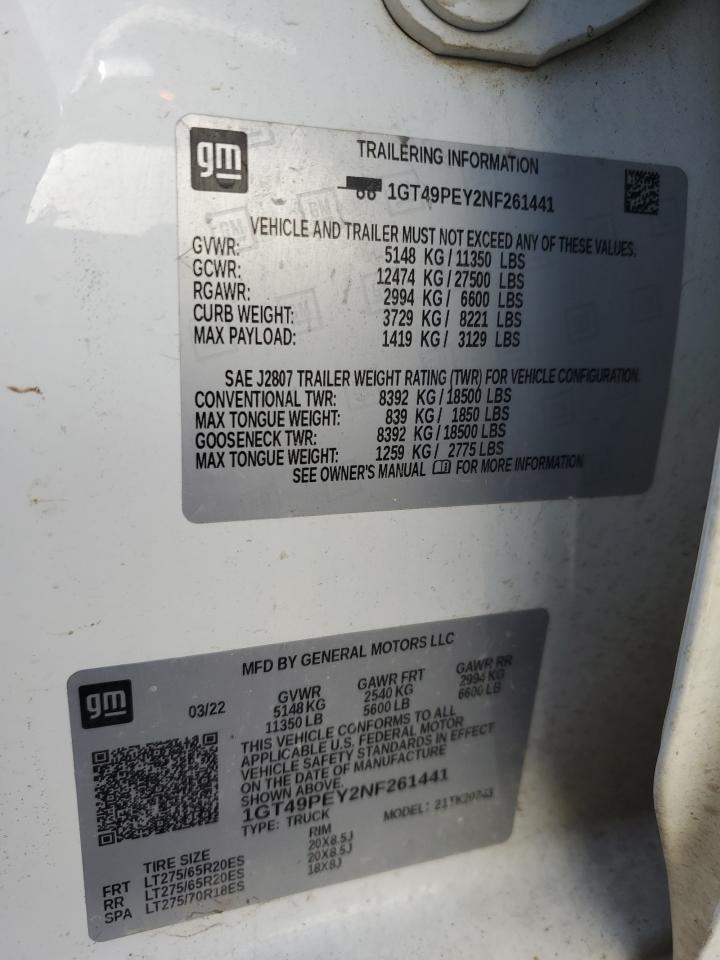 gm
TRAILERING INFORMATION
1GT49PEY2NF261441
VEHICLE AND TRAILER MUST NOT EXCEED ANY OF THESE VALUES.
GVWR: 5148 KG / 11350 LBS
GCWR: 12474 KG / 27500 LBS
RGAWR: 2994 KG / 6600 LBS
CURB WEIGHT: 3729 KG / 8221 LBS
MAX PAYLOAD: 1419 KG / 3129 LBS
SAE J2807 TRAILER WEIGHT RATING (TWR) FOR VEHICLE CONFIGURATION.
CONVENTIONAL TWR: 8392 KG / 18500 LBS
MAX TONGUE WEIGHT: 839 KG / 1850 LBS
GOOSENECK TWR: 8392 KG / 18500 LBS
MAX TONGUE WEIGHT: 1259 KG / 2775 LBS
SEE OWNER'S MANUAL FOR MORE INFORMATION
gm
MFD BY GENERAL MOTORS LLC
03/22
GVWR GAWR FRT GAWR RR
5148 KG 2540 KG 2994 KG
11350 LB 5600 LB 6600 LB
THIS VEHICLE CONFORMS TO ALL
APPLICABLE U.S. FEDERAL MOTOR
VEHICLE SAFETY STANDARDS IN EFFECT
ON THE DATE OF MANUFACTURE
SHOWN ABOVE.
1GT49PEY2NF261441
TYPE: TRUCK MODEL:
TIRE SIZE RIM
FRT LT275/65R20ES 20X8.5J
RR LT275/65R20ES 20X8.5J
SPA LT275/70R18ES 18X8J